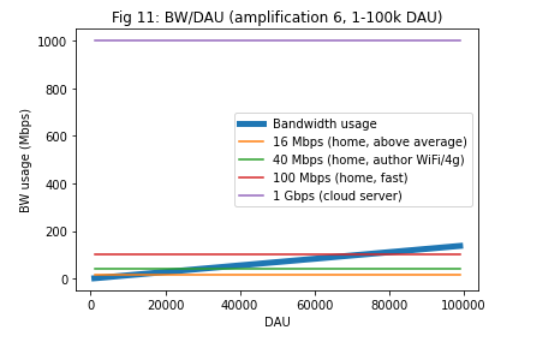 Fig 11: BW/DAU (amplification 6, 1-100k DAU)
1000
800
600
400
200
0
BW usage (Mbps)
Bandwidth usage
16 Mbps (home, above average)
40 Mbps (home, author WiFi/4g)
100 Mbps (home, fast)
1 Gbps (cloud server)
0 20000 40000 60000 80000 100000
DAU